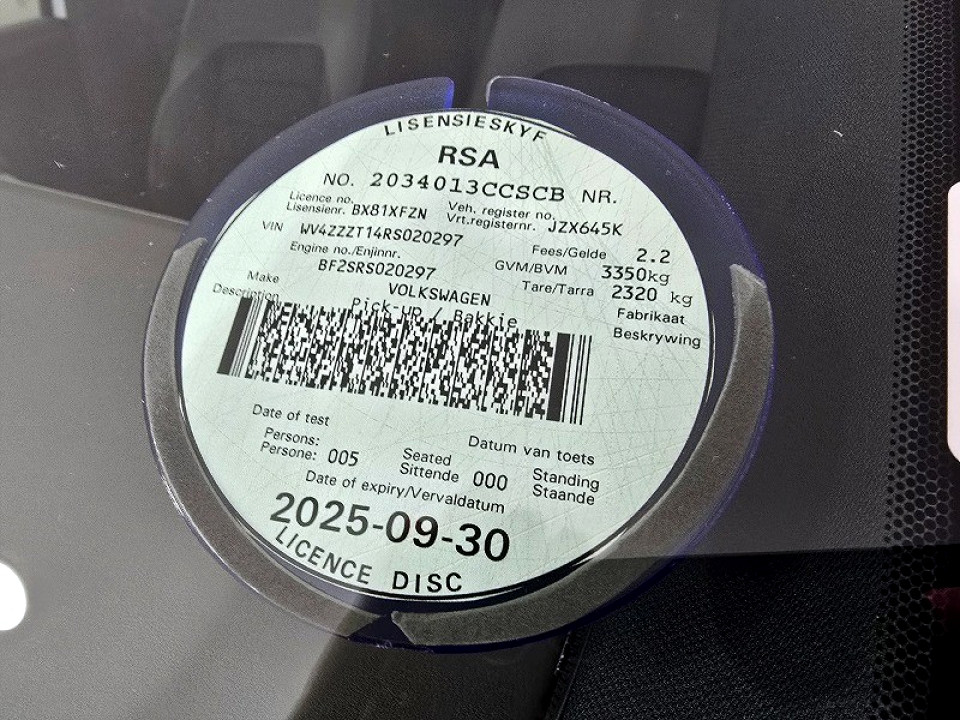 LISENSIESKYF
RSA
NO. 2034013CCSCB NR.
Licence no. Veh. register no.
Lisensienr. BX81XFZN Vrt.registernr. JZX645K
VIN WV4ZZZT14RS020297 Fees/Gelde 2.2
Engine no./Enjinnr. GVM/BVM 3350kg
BF2SRS020297 Tare/Tarra 2320 kg
Make VOLKSWAGEN Fabrikaat
Description Pick-up / Bakkie Beskrywing
Date of test Datum van toets
Persons: Seated Standing
Persone: 005 Sittende 000 Staande
Date of expiry/Vervaldatum
2025-09-30
LICENCE DISC